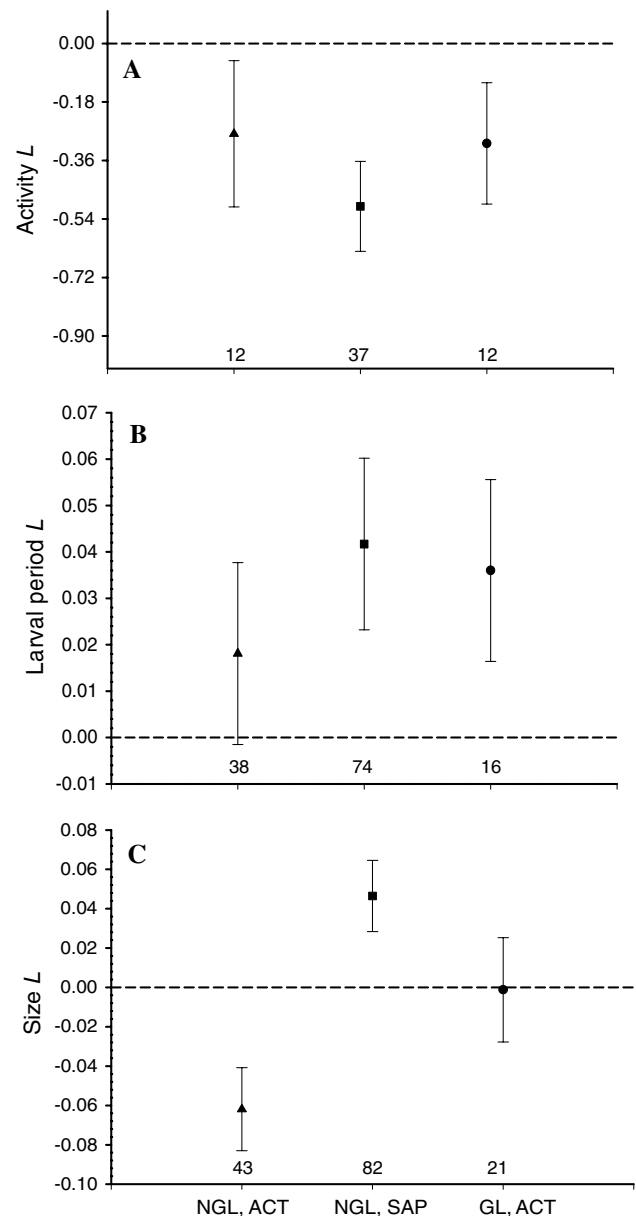 0.00
A
-0.18
-0.36
-0.54
-0.72
-0.90
Activity L
12 37 12
0.07
B
0.06
0.05
0.04
0.03
0.02
0.01
0.00
-0.01
Larval period L
38 74 16
0.08
C
0.06
0.04
0.02
0.00
-0.02
-0.04
-0.06
-0.08
-0.10
Size L
43 82 21
NGL, ACT NGL, SAP GL, ACT